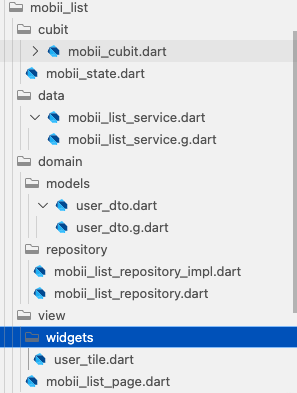 mobii_list
cubit
mobii_cubit.dart
mobii_state.dart
data
mobii_list_service.dart
mobii_list_service.g.dart
domain
models
user_dto.dart
user_dto.g.dart
repository
mobii_list_repository_impl.dart
mobii_list_repository.dart
view
widgets
user_tile.dart
mobii_list_page.dart